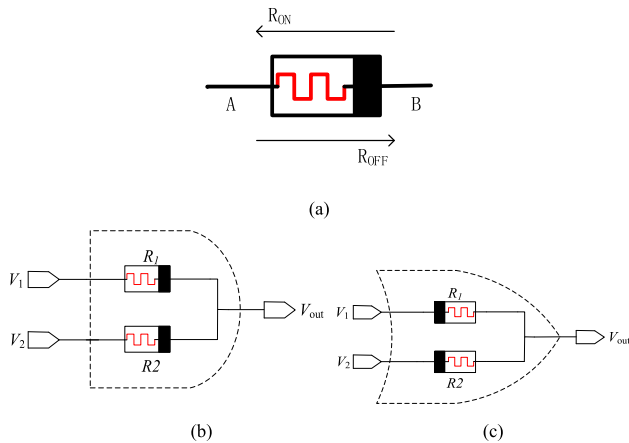 R_ON
A B
R_OFF
(a)
V_1 R_1
V_out
V_2 R2
V_1 R_1
V_out
V_2 R2
(b) (c)